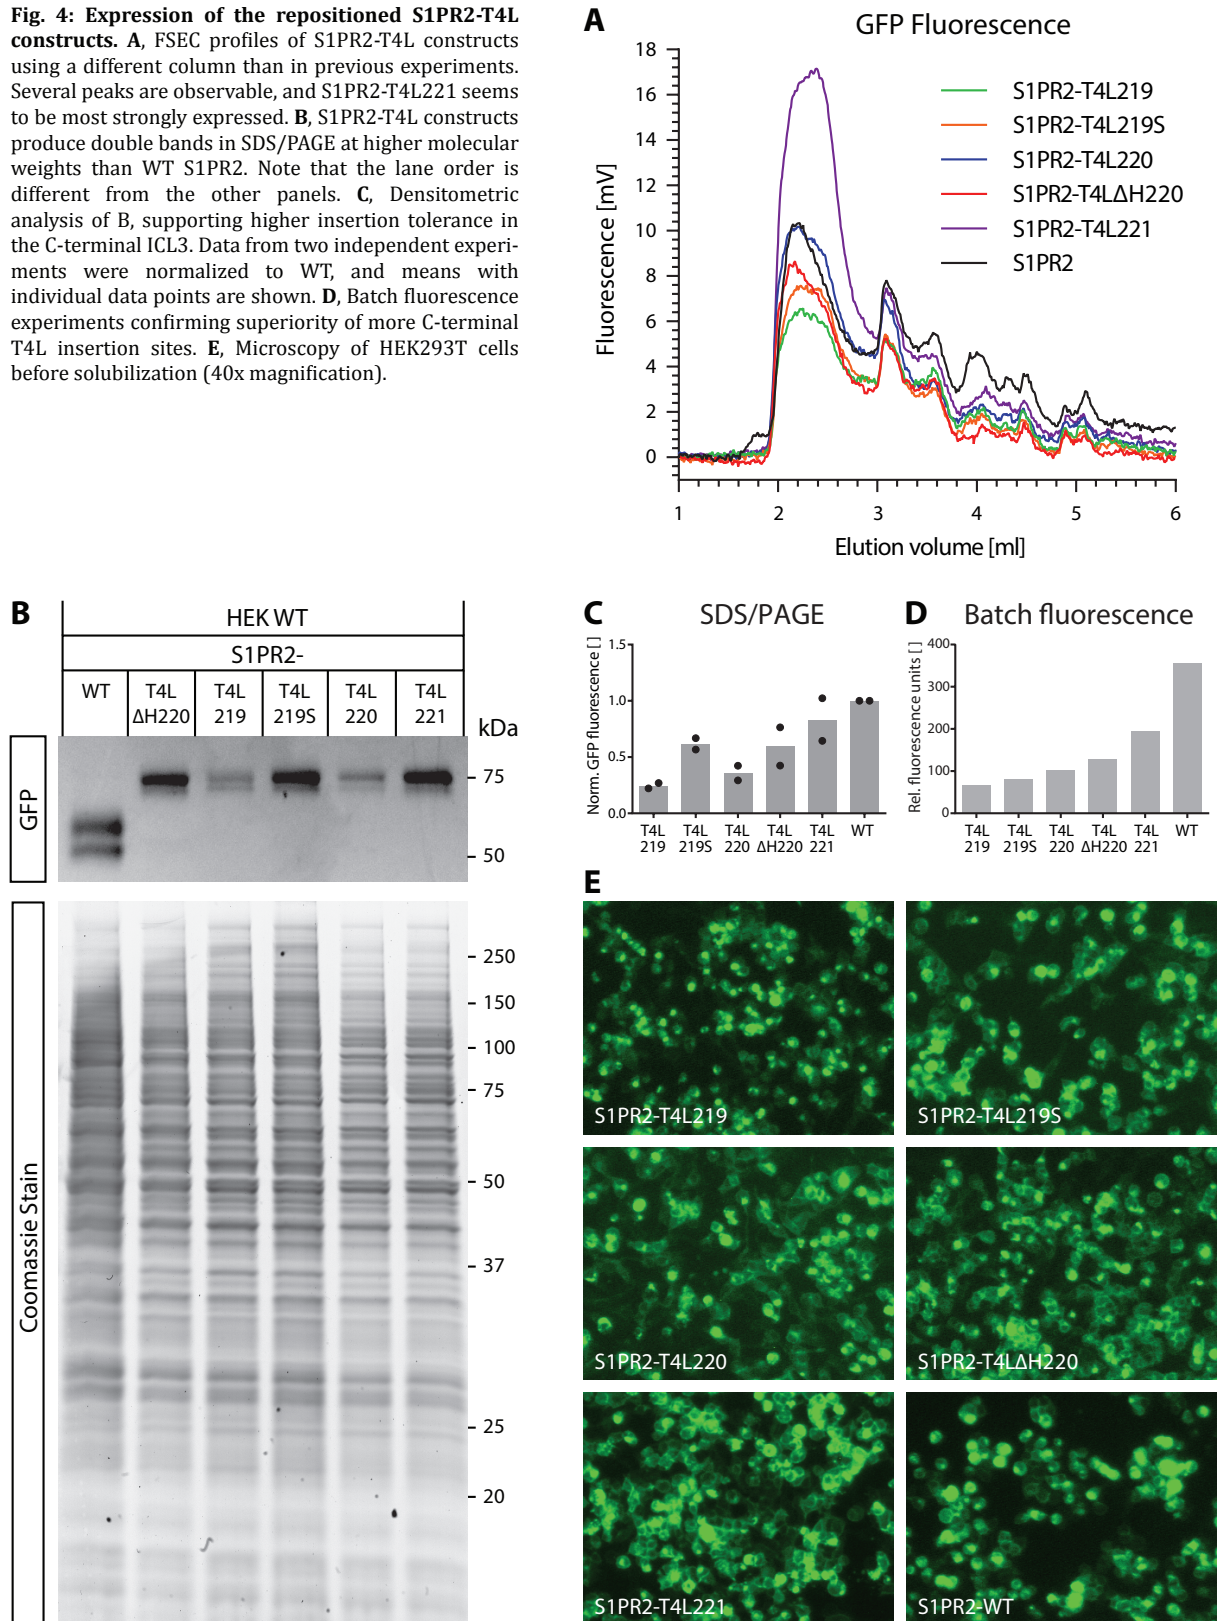 Fig. 4: Expression of the repositioned S1PR2-T4L
constructs. A, FSEC profiles of S1PR2-T4L constructs
using a different column than in previous experiments.
Several peaks are observable, and S1PR2-T4L221 seems
to be most strongly expressed. B, S1PR2-T4L constructs
produce double bands in SDS/PAGE at higher molecular
weights than WT S1PR2. Note that the lane order is
different from the other panels. C, Densitometric
analysis of B, supporting higher insertion tolerance in
the C-terminal ICL3. Data from two independent experi-
ments were normalized to WT, and means with
individual data points are shown. D, Batch fluorescence
experiments confirming superiority of more C-terminal
T4L insertion sites. E, Microscopy of HEK293T cells
before solubilization (40x magnification).
A
GFP Fluorescence
Fluorescence [mV]
18
16
14
12
10
8
6
4
2
0
S1PR2-T4L219
S1PR2-T4L219S
S1PR2-T4L220
S1PR2-T4LΔH220
S1PR2-T4L221
S1PR2
1 2 3 4 5 6
Elution volume [ml]
B
HEK WT
S1PR2-
WT T4L T4L T4L T4L T4L
ΔH220 219 219S 220 221
kDa
GFP
75
50
Coomassie Stain
250
150
100
75
50
37
25
20
C
SDS/PAGE
Norm. GFP fluorescence [ ]
1.5
1.0
0.5
0.0
T4L T4L T4L T4L T4L WT
219 219S 220 ΔH220 221
D
Batch fluorescence
Rel. fluorescence units [ ]
400
300
200
100
0
T4L T4L T4L T4L T4L WT
219 219S 220 ΔH220 221
E
S1PR2-T4L219
S1PR2-T4L219S
S1PR2-T4L220
S1PR2-T4LΔH220
S1PR2-T4L221
S1PR2-WT